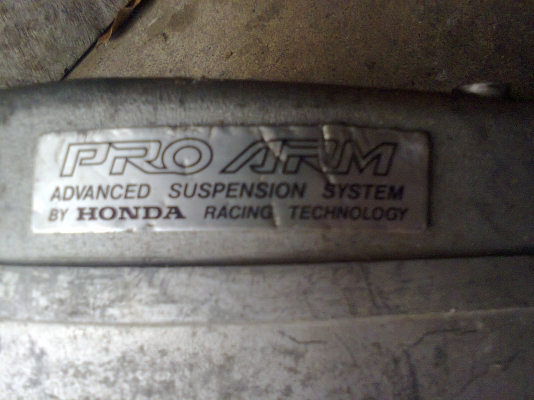 PRO ARM
ADVANCED SUSPENSION SYSTEM
BY HONDA RACING TECHNOLOGY